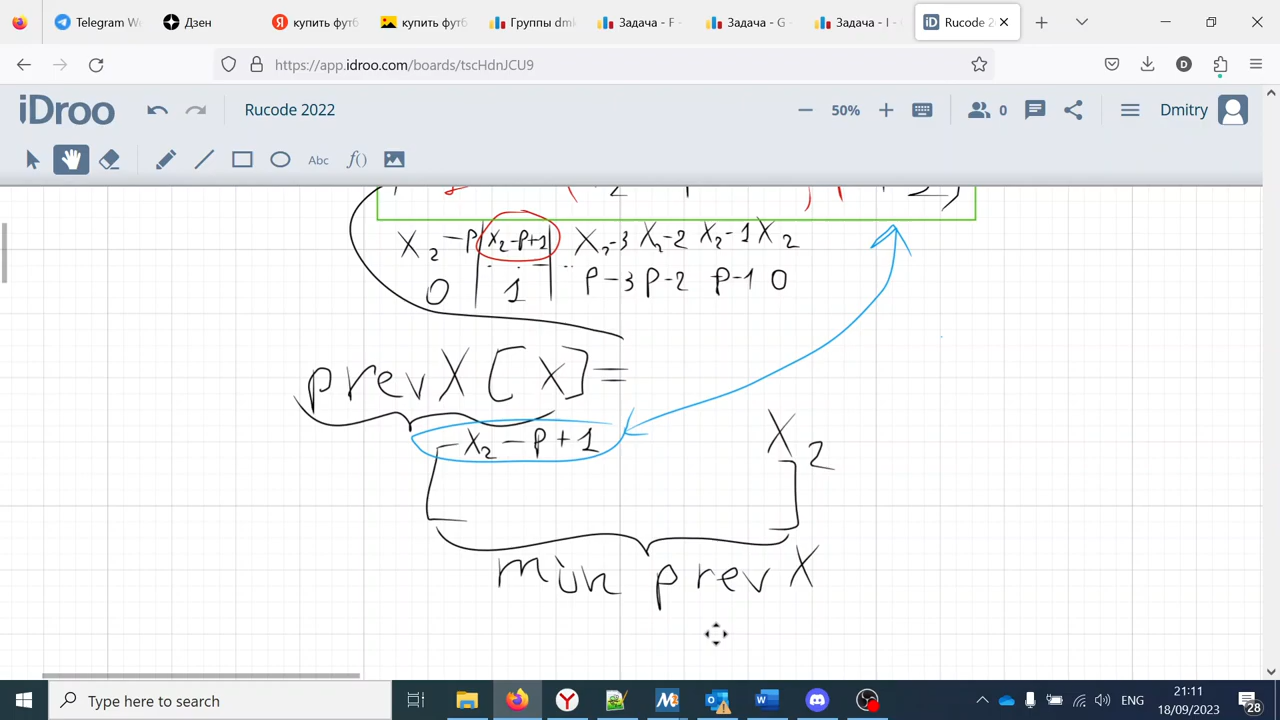 Telegram W
Дзен
купить футб
купить футб
Группы dmi
Задача - F -
Задача - G -
Задача - I -
Rucode 2
https://app.idroo.com/boards/tscHdnJCU9
D
iDroo
Rucode 2022
50%
0
Dmitry
Abc
f()
X₂-P X₂-P+1 X₂-3 X₂-2 X₂-1 X₂
0 1 P-3 P-2 P-1 0
prevX[X]=
X₂-P+1
X₂
min prevX
Type here to search
ENG
21:11
18/09/2023
28